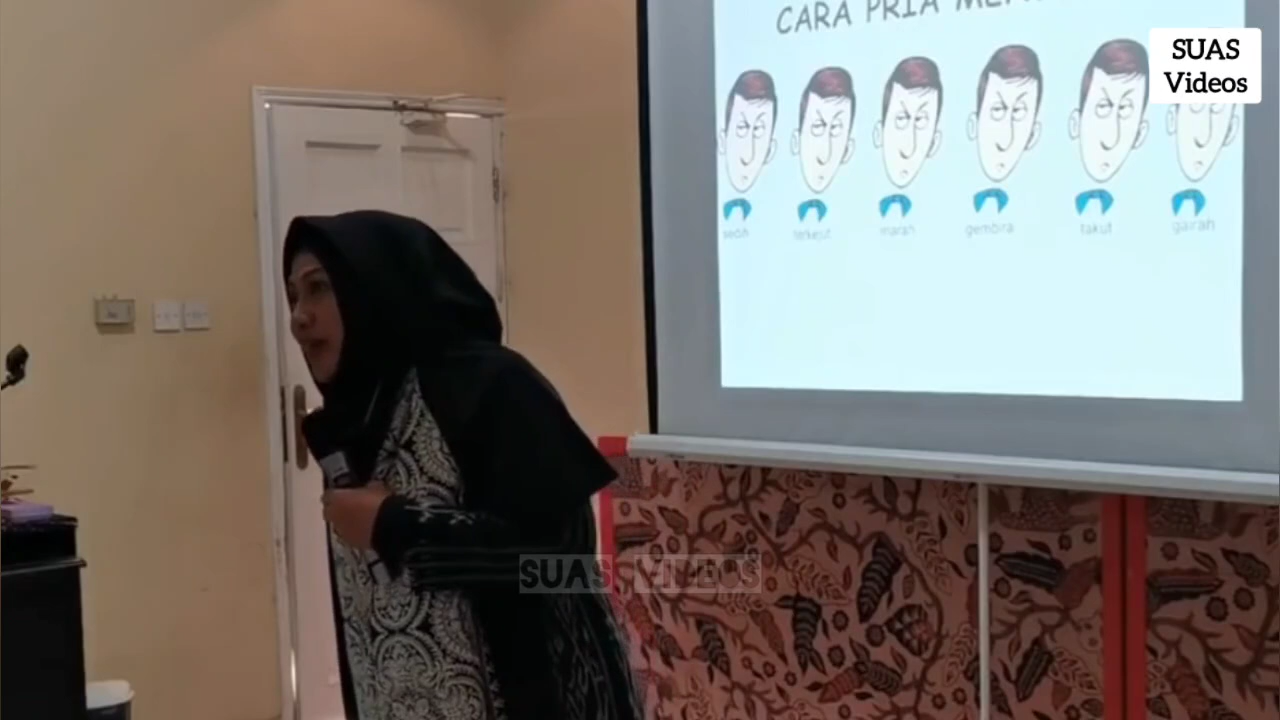 CARA PRIA
SUAS
Videos
sedih
terkejut
marah
gembira
takut
gairah
SUAS VIDEOS